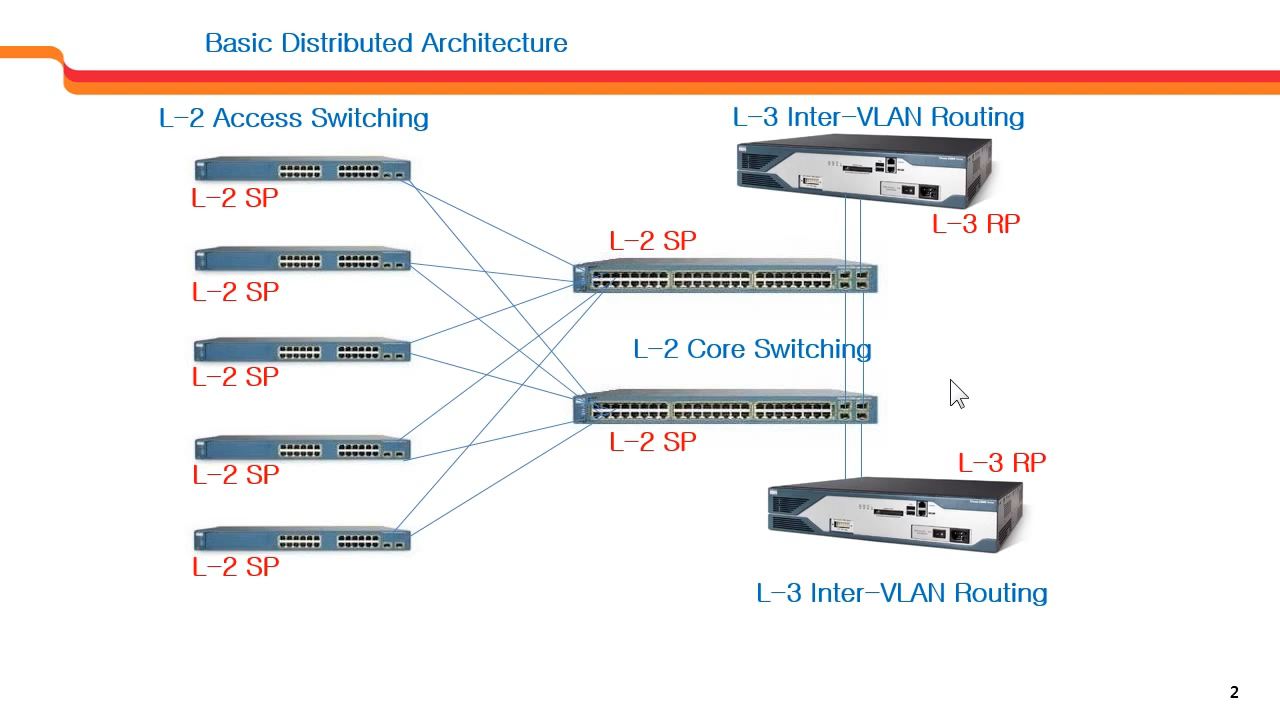 Basic Distributed Architecture
L-2 Access Switching
L-3 Inter-VLAN Routing
L-2 SP
L-3 RP
L-2 SP
L-2 SP
L-2 Core Switching
L-2 SP
L-2 SP
L-3 RP
L-2 SP
L-2 SP
L-3 Inter-VLAN Routing
2